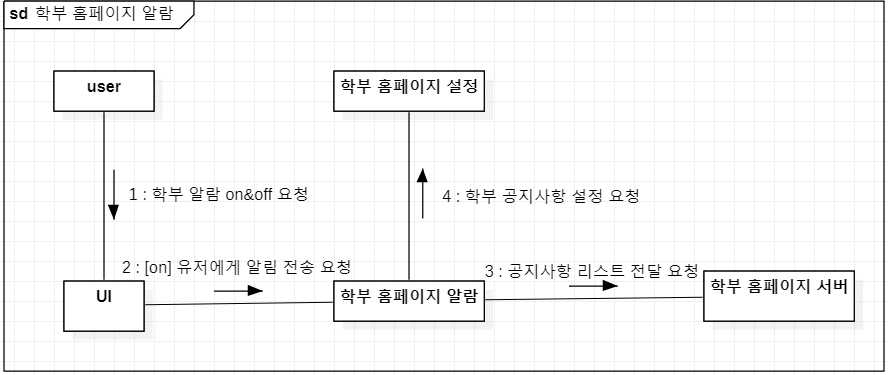 sd 학부 홈페이지 알람
user
학부 홈페이지 설정
1 : 학부 알람 on&off 요청
4 : 학부 공지사항 설정 요청
2 : [on] 유저에게 알림 전송 요청
3 : 공지사항 리스트 전달 요청
UI
학부 홈페이지 알람
학부 홈페이지 서버